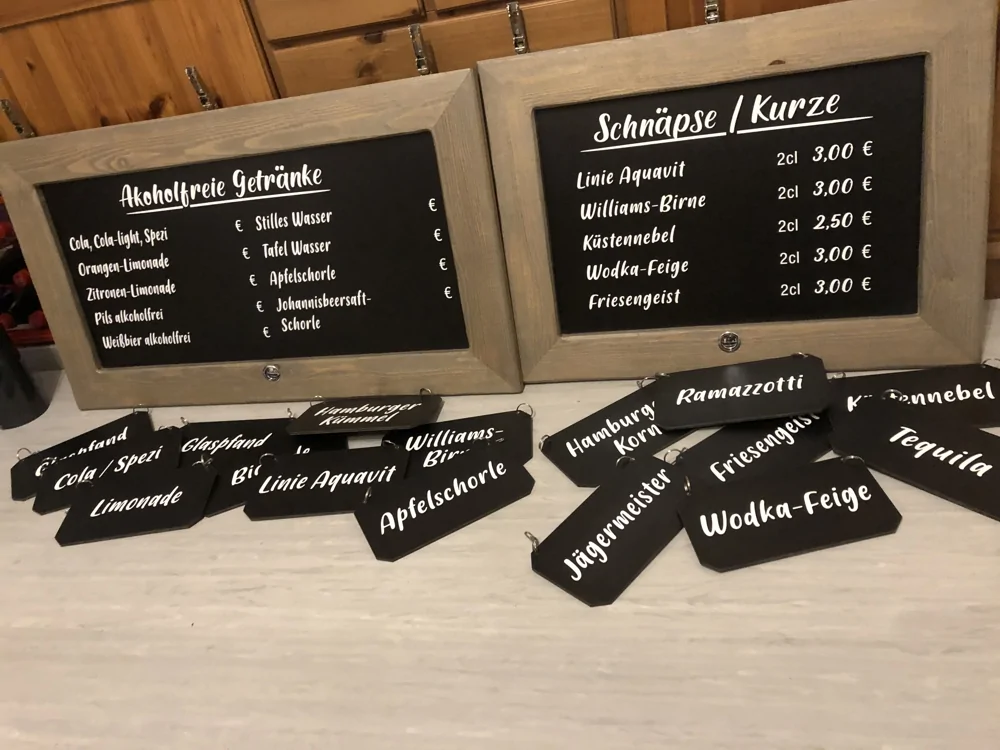 Akoholfreie Getränke
Cola, Cola-light, Spezi €
Orangen-Limonade €
Zitronen-Limonade €
Pils alkoholfrei €
Weißbier alkoholfrei €
Stilles Wasser €
Tafel Wasser €
Apfelschorle €
Johannisbeersaft- €
Schorle
Schnäpse / Kurze
Linie Aquavit 2cl 3,00 €
Williams-Birne 2cl 3,00 €
Küstennebel 2cl 2,50 €
Wodka-Feige 2cl 3,00 €
Friesengeist 2cl 3,00 €
Cola / Spezi
Limonade
Glaspfand
Hamburger
Kümmel
Linie Aquavit
Williams-
Apfelschorle
Hamburg
Korn
Ramazzotti
Friesengeist
Jägermeister
Wodka-Feige
Tequila